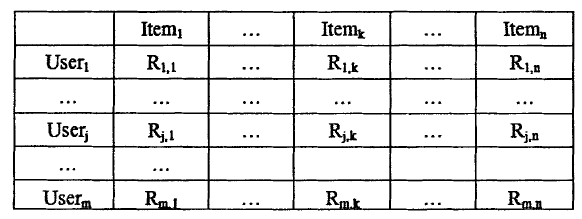 Item₁ ... Itemₖ ... Itemₙ
User₁ R₁,₁ ... R₁,ₖ ... R₁,ₙ
... ... ... ... ... ...
Userⱼ Rⱼ,₁ ... Rⱼ,ₖ ... Rⱼ,ₙ
... ...
Userₘ Rₘ,₁ ... Rₘ,ₖ ... Rₘ,ₙ